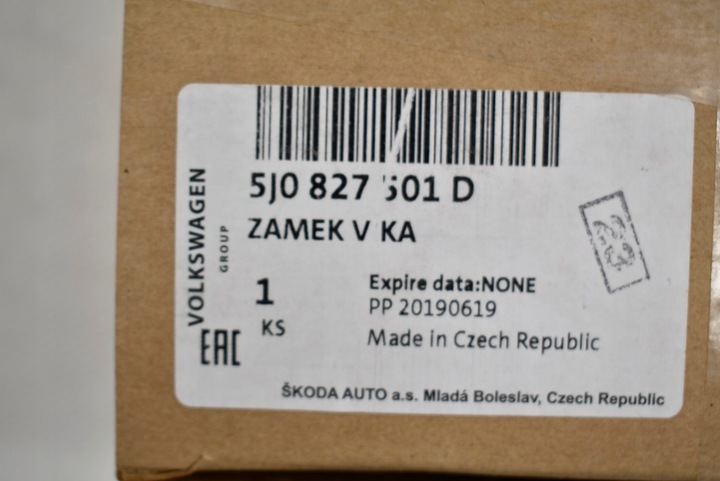 5J0 827 501 D
ZAMEK V KA
VOLKSWAGEN
GROUP
1
KS
Expire data:NONE
PP 20190619
Made in Czech Republic
EAC
ŠKODA AUTO a.s. Mladá Boleslav, Czech Republic